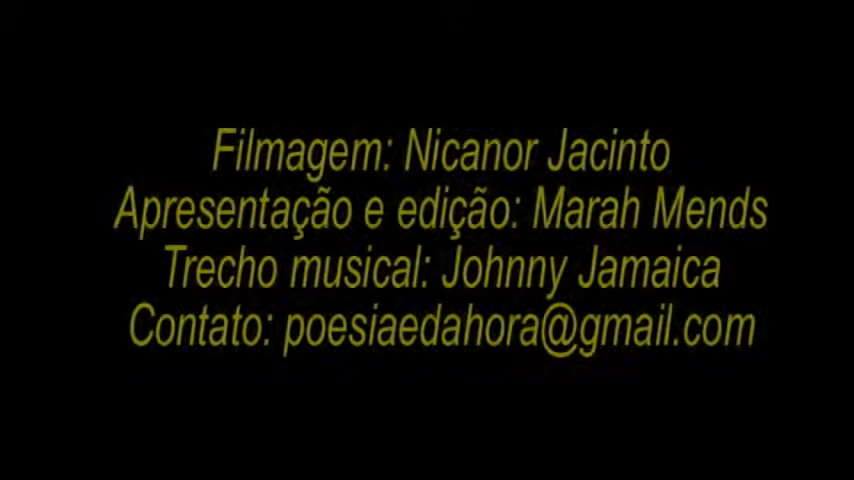 Filmagem: Nicanor Jacinto
Apresentação e edição: Marah Mends
Trecho musical: Johnny Jamaica
Contato: poesiaedahora@gmail.com